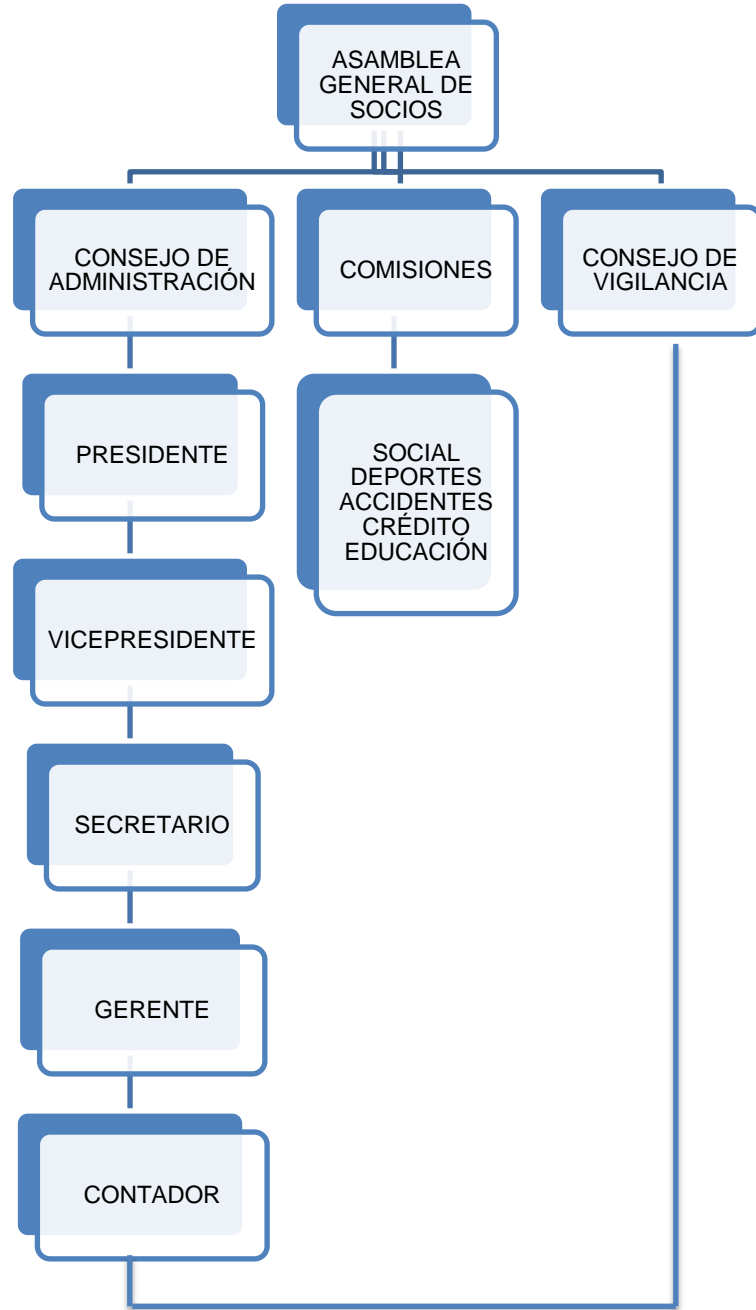 ASAMBLEA
GENERAL DE
SOCIOS
CONSEJO DE
ADMINISTRACIÓN
COMISIONES
CONSEJO DE
VIGILANCIA
PRESIDENTE
SOCIAL
DEPORTES
ACCIDENTES
CRÉDITO
EDUCACIÓN
VICEPRESIDENTE
SECRETARIO
GERENTE
CONTADOR